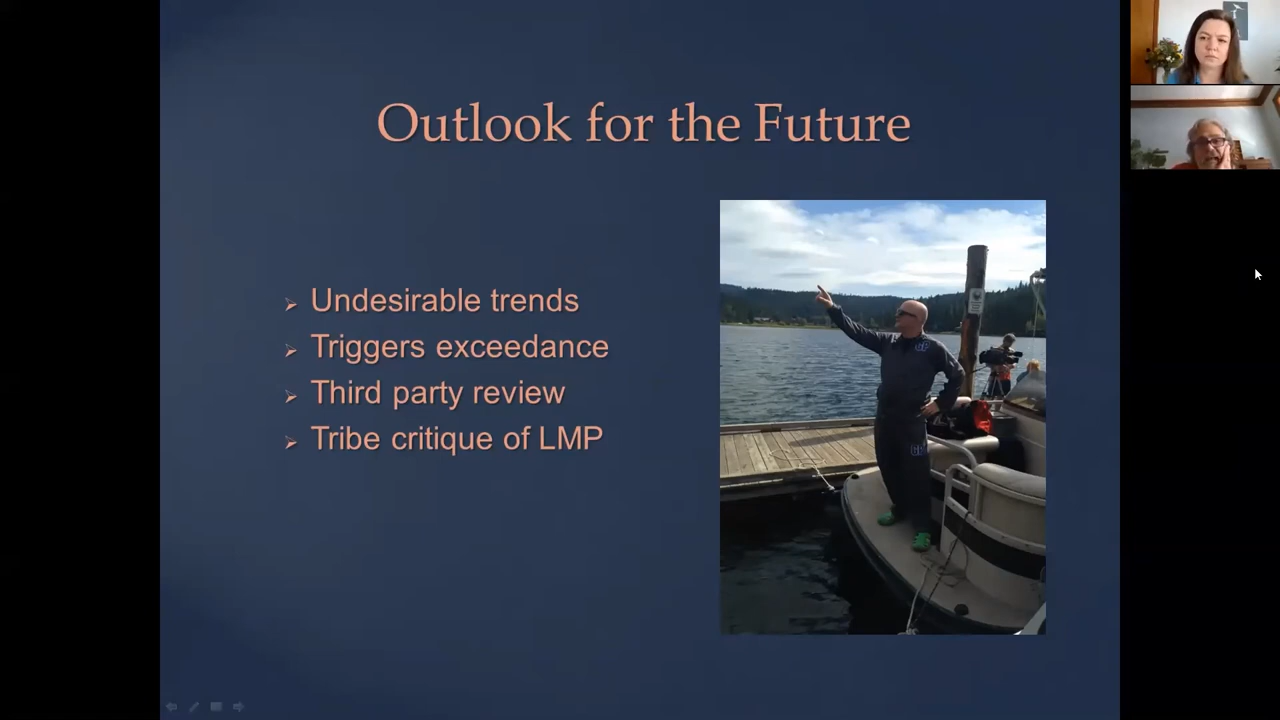 Outlook for the Future
Undesirable trends
Triggers exceedance
Third party review
Tribe critique of LMP